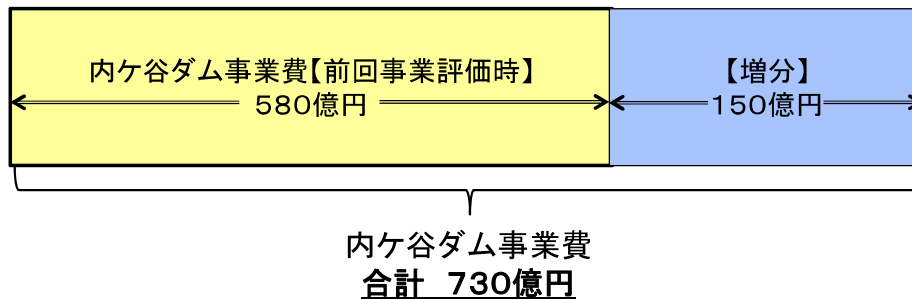 内ケ谷ダム事業費【前回事業評価時】
580億円
【増分】
150億円
内ケ谷ダム事業費
合計　730億円